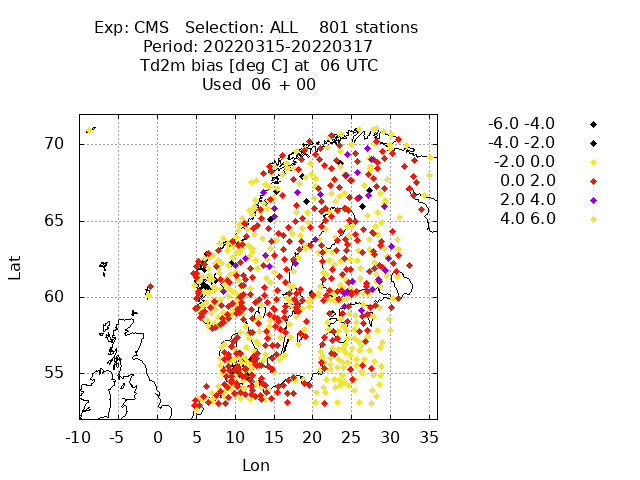 Exp: CMS   Selection: ALL    801 stations
Period: 20220315-20220317
Td2m bias [deg C] at  06 UTC
Used  06 + 00
-6.0 -4.0
-4.0 -2.0
-2.0 0.0
0.0 2.0
2.0 4.0
4.0 6.0
70
65
60
55
Lat
-10 -5 0 5 10 15 20 25 30 35
Lon